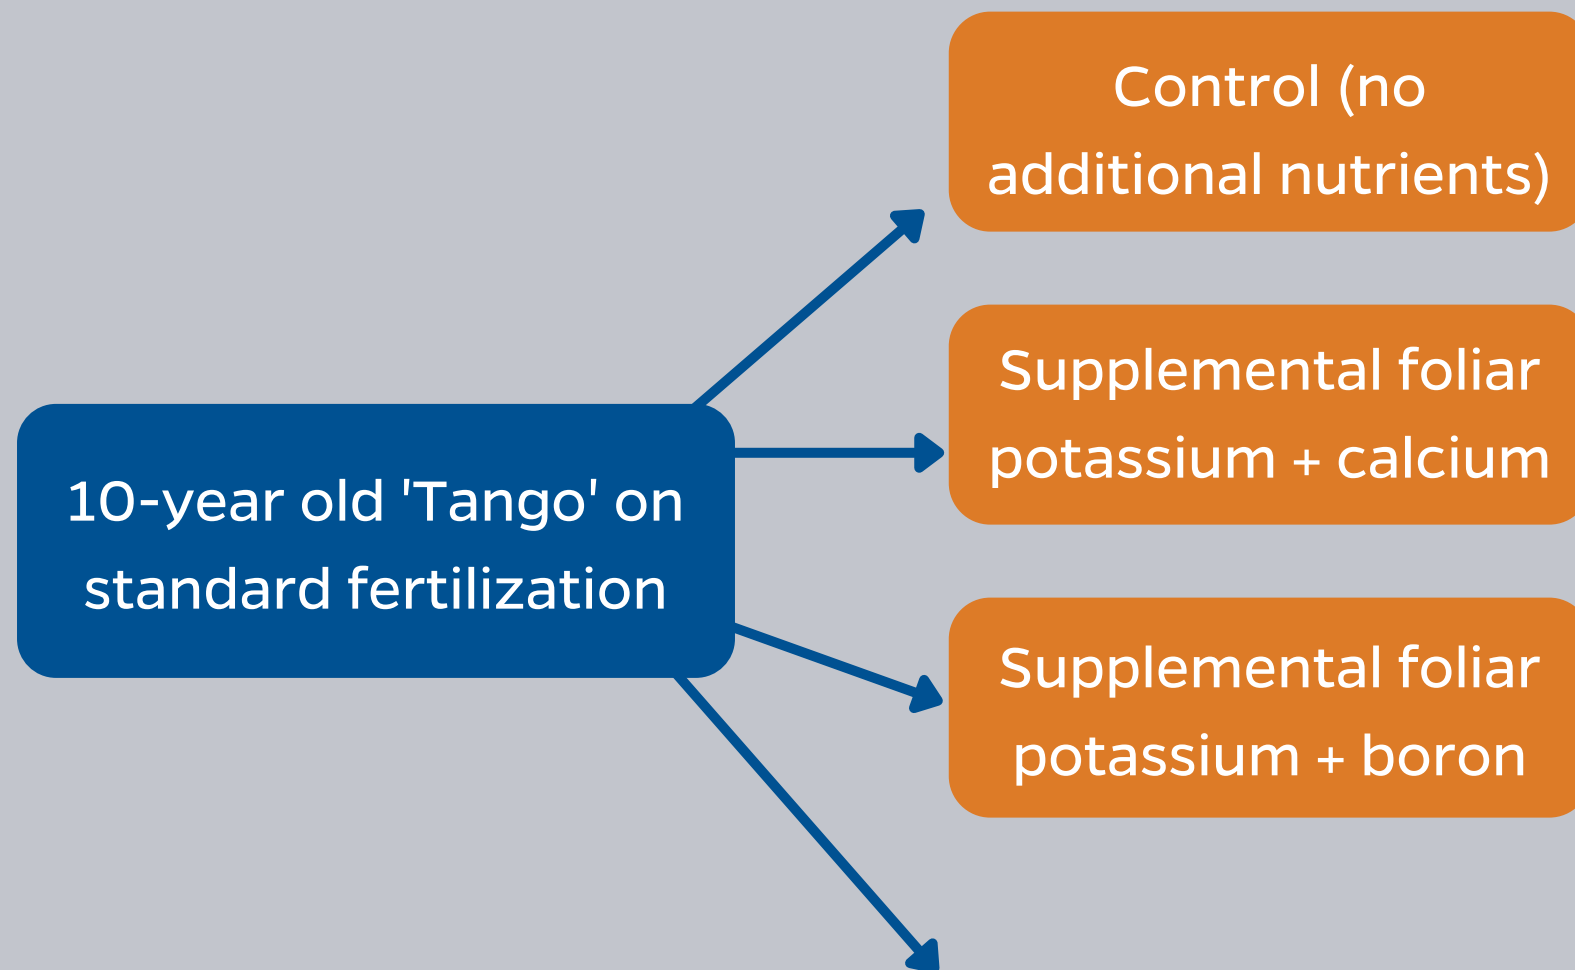 Control (no
additional nutrients)
Supplemental foliar
potassium + calcium
10-year old 'Tango' on
standard fertilization
Supplemental foliar
potassium + boron